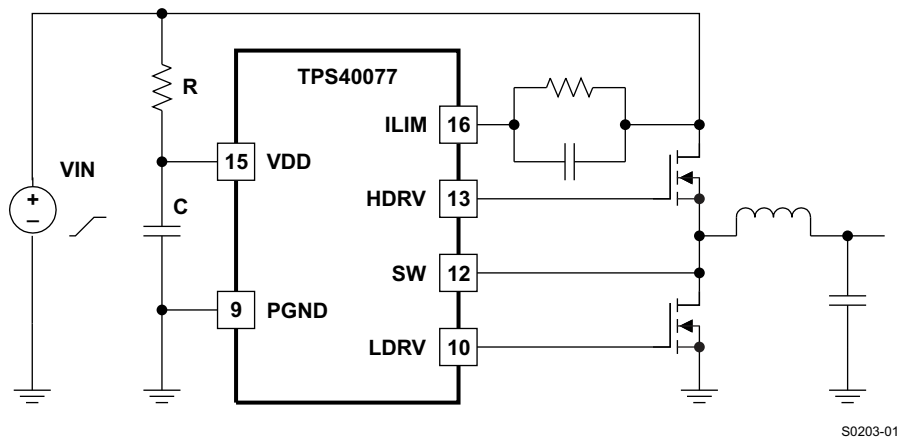 TPS40077
R
ILIM
16
VIN
15
VDD
HDRV
13
+
–
C
SW
12
9
PGND
LDRV
10
S0203-01